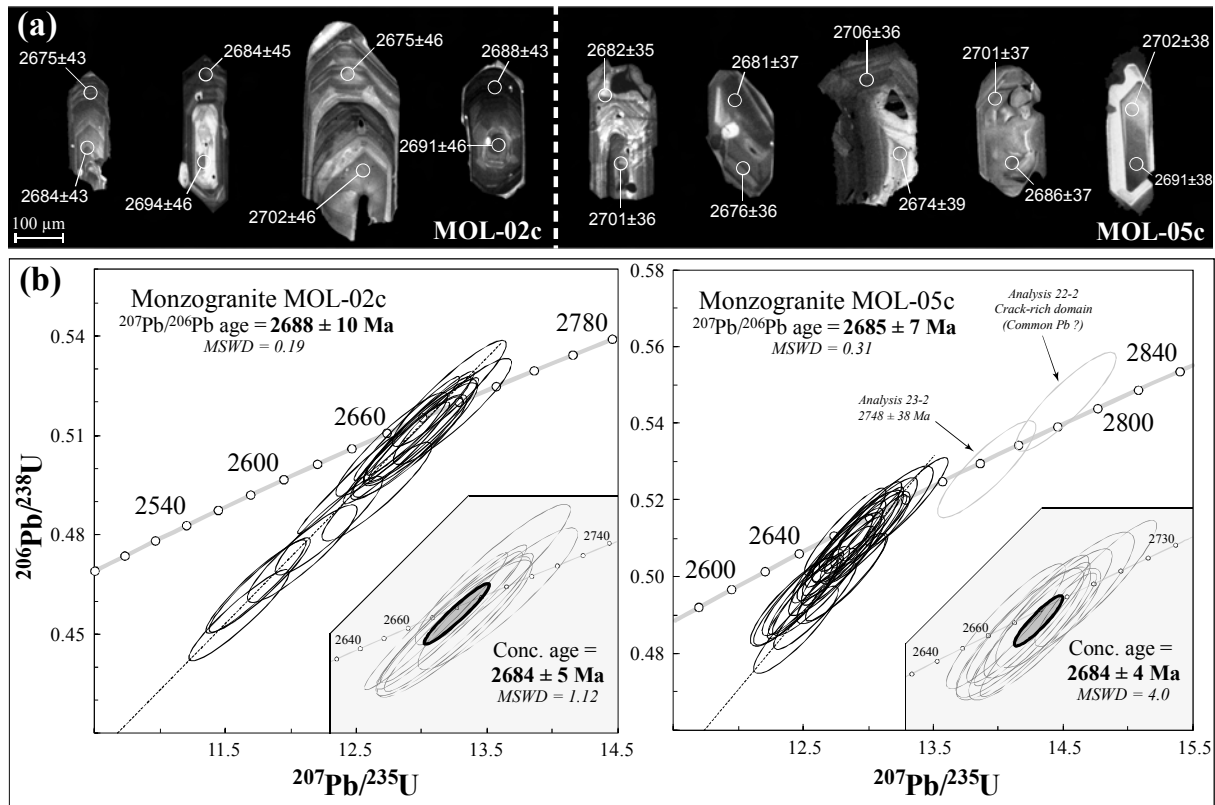 (a)
2675±43
2684±45
2675±46
2688±43
2684±43
2694±46
2702±46
2691±46
100 µm
MOL-02c
2682±35
2681±37
2706±36
2701±37
2702±38
2701±36
2676±36
2674±39
2686±37
2691±38
MOL-05c
(b)
Monzogranite MOL-02c
²⁰⁷Pb/²⁰⁶Pb age = 2688 ± 10 Ma
MSWD = 0.19
0.54
0.51
0.48
0.45
²⁰⁶Pb/²³⁸U
2540
2600
2660
2780
2640
2660
2740
Conc. age =
2684 ± 5 Ma
MSWD = 1.12
11.5
12.5
13.5
14.5
²⁰⁷Pb/²³⁵U
Monzogranite MOL-05c
²⁰⁷Pb/²⁰⁶Pb age = 2685 ± 7 Ma
MSWD = 0.31
Analysis 22-2
Crack-rich domain
(Common Pb ?)
Analysis 23-2
2748 ± 38 Ma
0.58
0.56
0.54
0.52
0.50
0.48
2600
2640
2800
2840
2640
2660
2730
Conc. age =
2684 ± 4 Ma
MSWD = 4.0
12.5
13.5
14.5
15.5
²⁰⁷Pb/²³⁵U